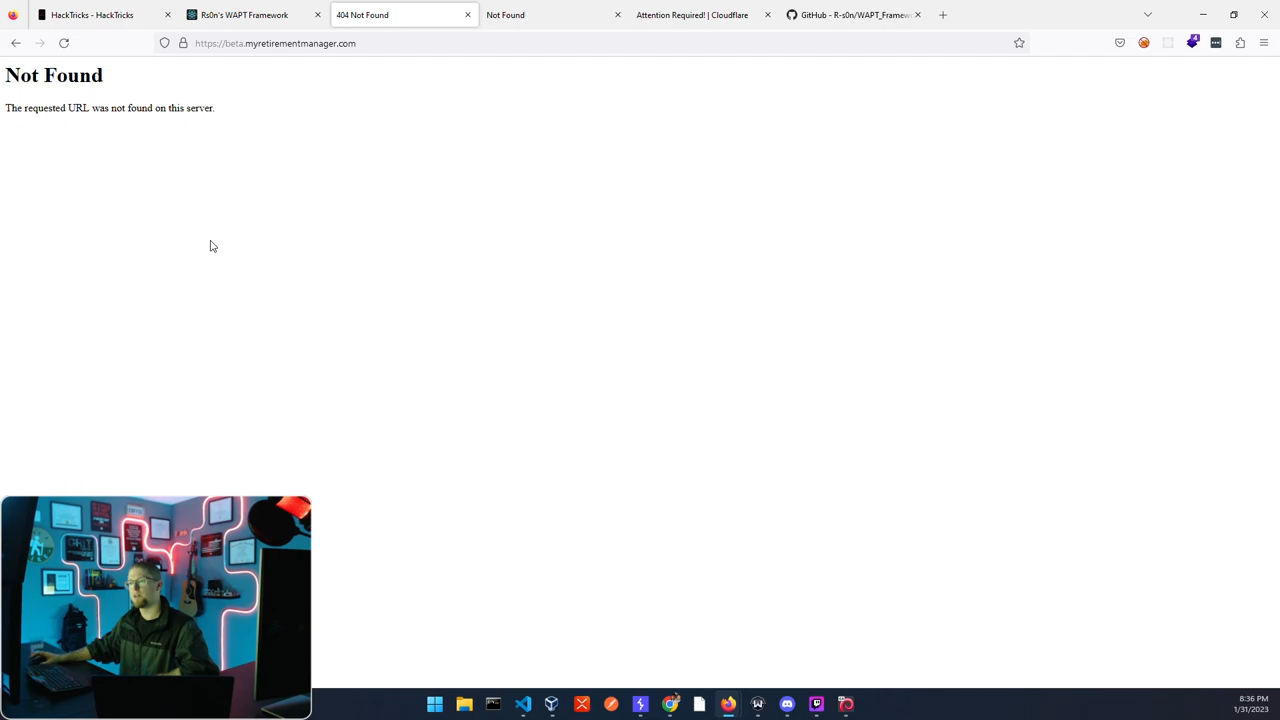 HackTricks - HackTricks
Rs0n's WAPT Framework
404 Not Found
Not Found
Attention Required! | Cloudflare
GitHub - R-s0n/WAPT_Framew
https://beta.myretirementmanager.com
4
Not Found
The requested URL was not found on this server.
8:36 PM
1/31/2023